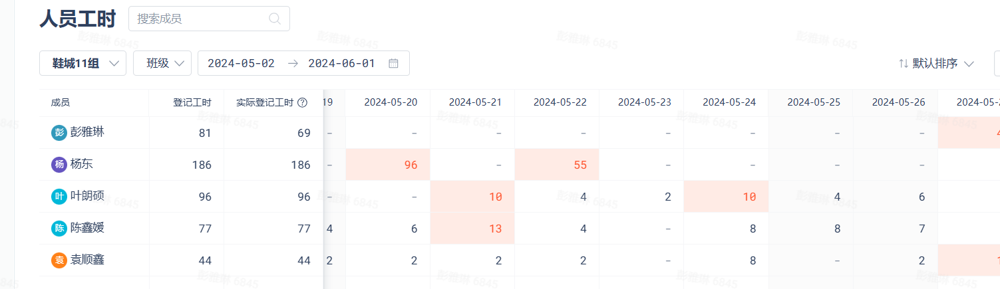 人员工时 搜索成员
鞋城11组 班级 2024-05-02 → 2024-06-01 默认排序
成员 登记工时 实际登记工时 19 2024-05-20 2024-05-21 2024-05-22 2024-05-23 2024-05-24 2024-05-25 2024-05-26 2024-05-
彭 彭雅琳 81 69 - - - - - - - - 4
杨 杨东 186 186 - 96 - 55 - - - -
叶 叶朗硕 96 96 - - 10 4 2 10 4 6
陈 陈鑫媛 77 77 4 6 13 4 - 8 8 7
袁 袁顺鑫 44 44 2 2 2 2 - 8 - 2 1
彭雅琳 6845